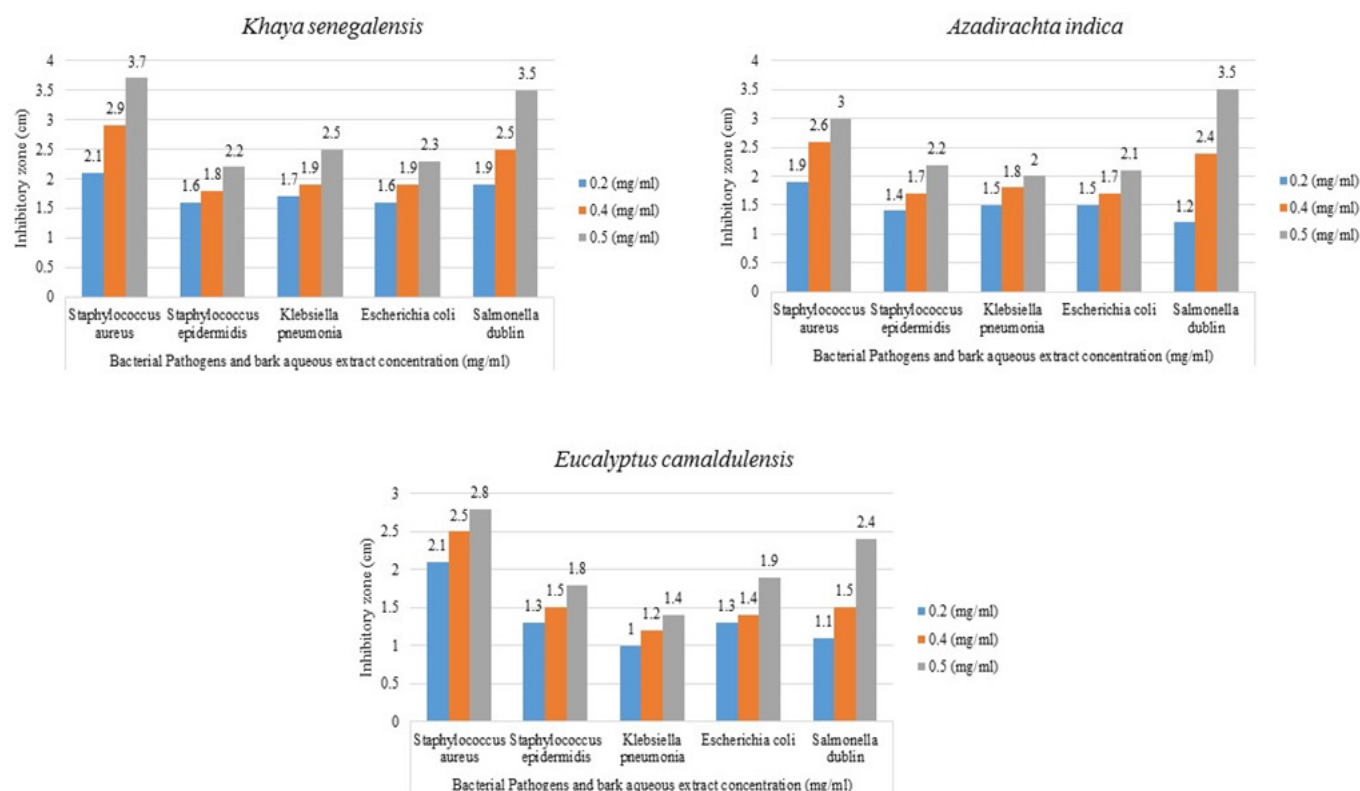 Khaya senegalensis
Inhibitory zone (cm)
4
3.5
3
2.5
2
1.5
1
0.5
0
2.1
2.9
3.7
1.6
1.8
2.2
1.7
1.9
2.5
1.6
1.9
2.3
1.9
2.5
3.5
Staphylococcus aureus
Staphylococcus epidermidis
Klebsiella pneumonia
Escherichia coli
Salmonella dublin
Bacterial Pathogens and bark aqueous extract concentration (mg/ml)
0.2 (mg/ml)
0.4 (mg/ml)
0.5 (mg/ml)
Azadirachta indica
Inhibitory zone (cm)
4
3.5
3
2.5
2
1.5
1
0.5
0
1.9
2.6
3
1.4
1.7
2.2
1.5
1.8
2
1.5
1.7
2.1
1.2
2.4
3.5
Staphylococcus aureus
Staphylococcus epidermidis
Klebsiella pneumonia
Escherichia coli
Salmonella dublin
Bacterial Pathogens and bark aqueous extract concentration (mg/ml)
0.2 (mg/ml)
0.4 (mg/ml)
0.5 (mg/ml)
Eucalyptus camaldulensis
Inhibitory zone (cm)
3
2.5
2
1.5
1
0.5
0
2.1
2.5
2.8
1.3
1.5
1.8
1
1.2
1.4
1.3
1.4
1.9
1.1
1.5
2.4
Staphylococcus aureus
Staphylococcus epidermidis
Klebsiella pneumonia
Escherichia coli
Salmonella dublin
Bacterial Pathogens and bark aqueous extract concentration (mg/ml)
0.2 (mg/ml)
0.4 (mg/ml)
0.5 (mg/ml)